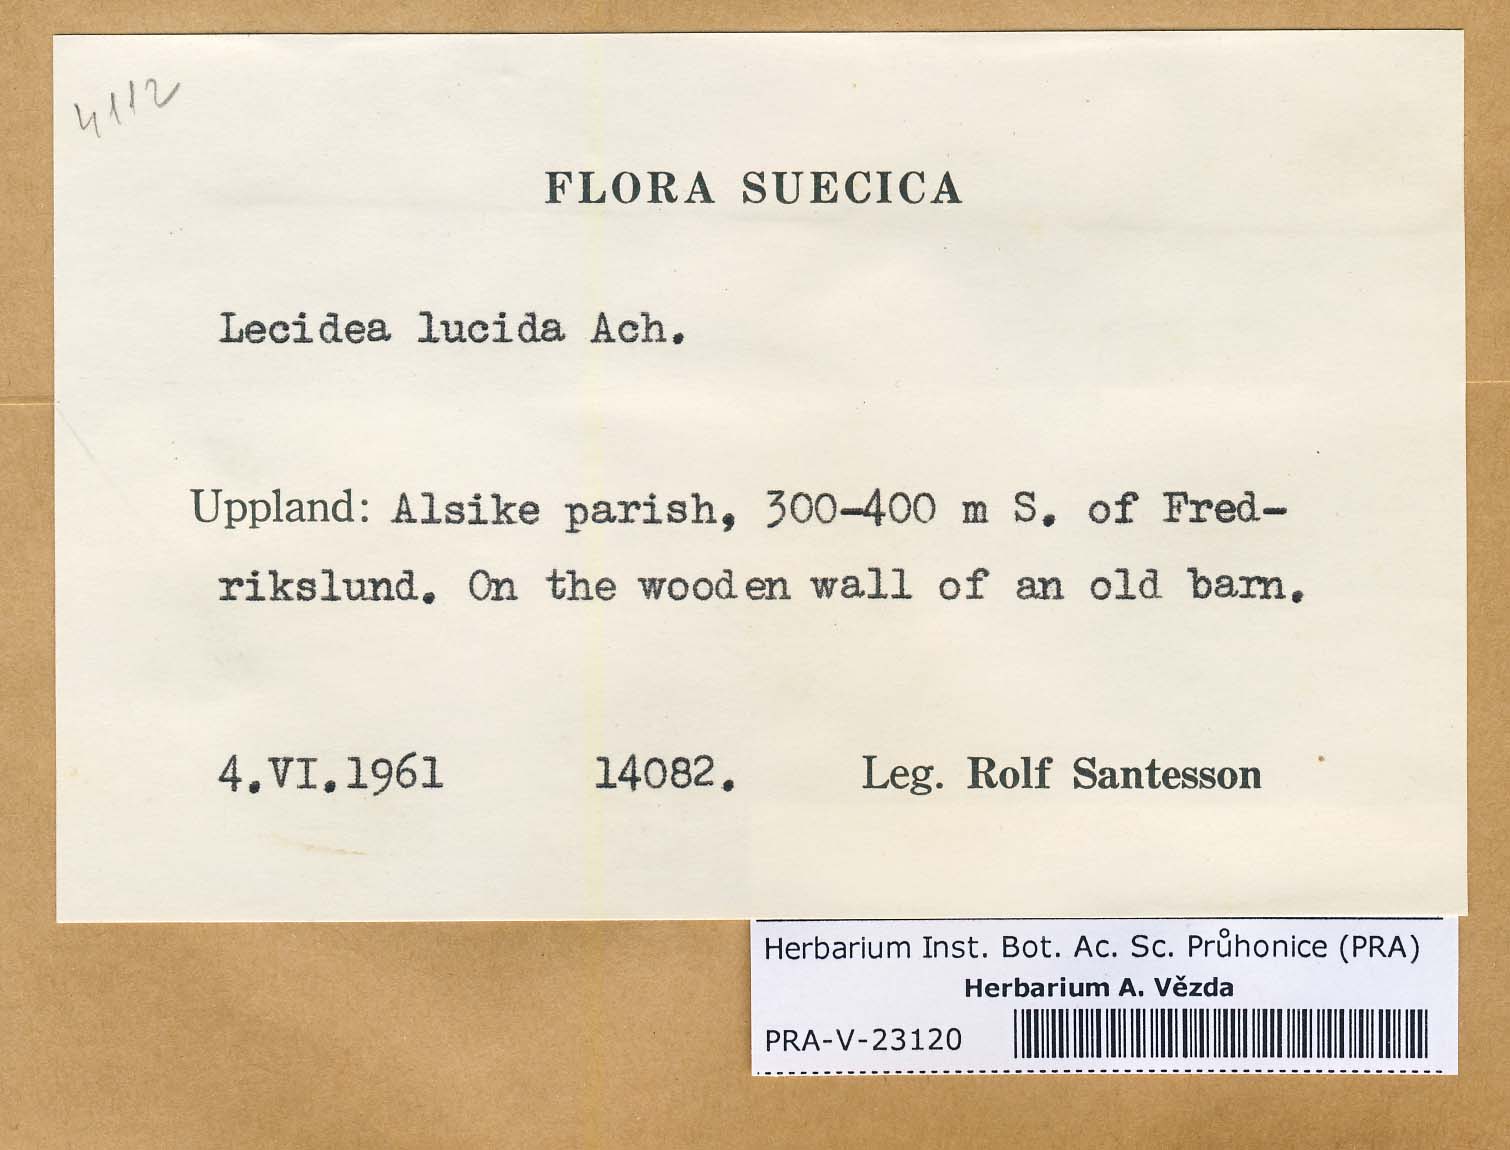 4112
FLORA SUECICA
Lecidea lucida Ach.
Uppland: Alsike parish, 300-400 m S. of Fred-
rikslund. On the wooden wall of an old barn.
4.VI.1961 14082. Leg. Rolf Santesson
Herbarium Inst. Bot. Ac. Sc. Průhonice (PRA)
Herbarium A. Vězda
PRA-V-23120